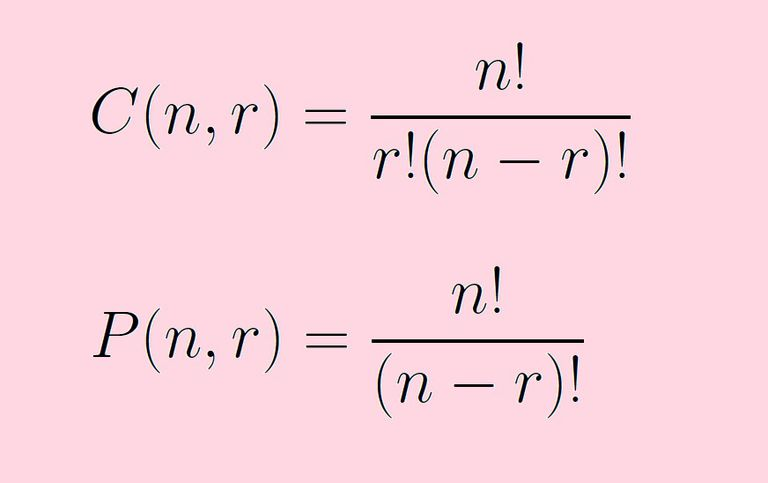 C(n, r) = n! / r!(n − r)!
P(n, r) = n! / (n − r)!